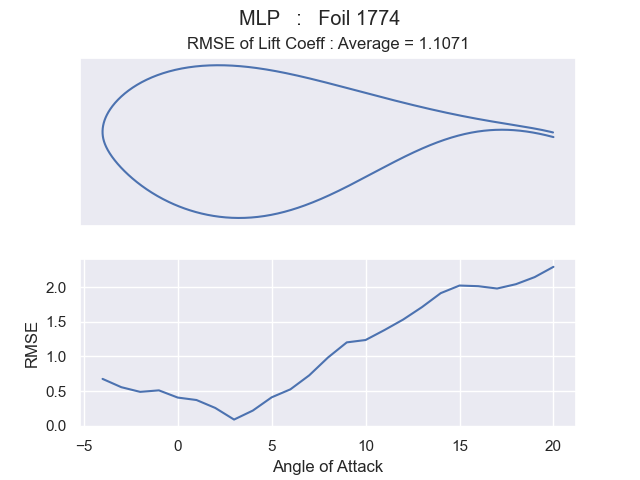 MLP : Foil 1774
RMSE of Lift Coeff : Average = 1.1071
2.0
1.5
1.0
0.5
0.0
RMSE
−5 0 5 10 15 20
Angle of Attack